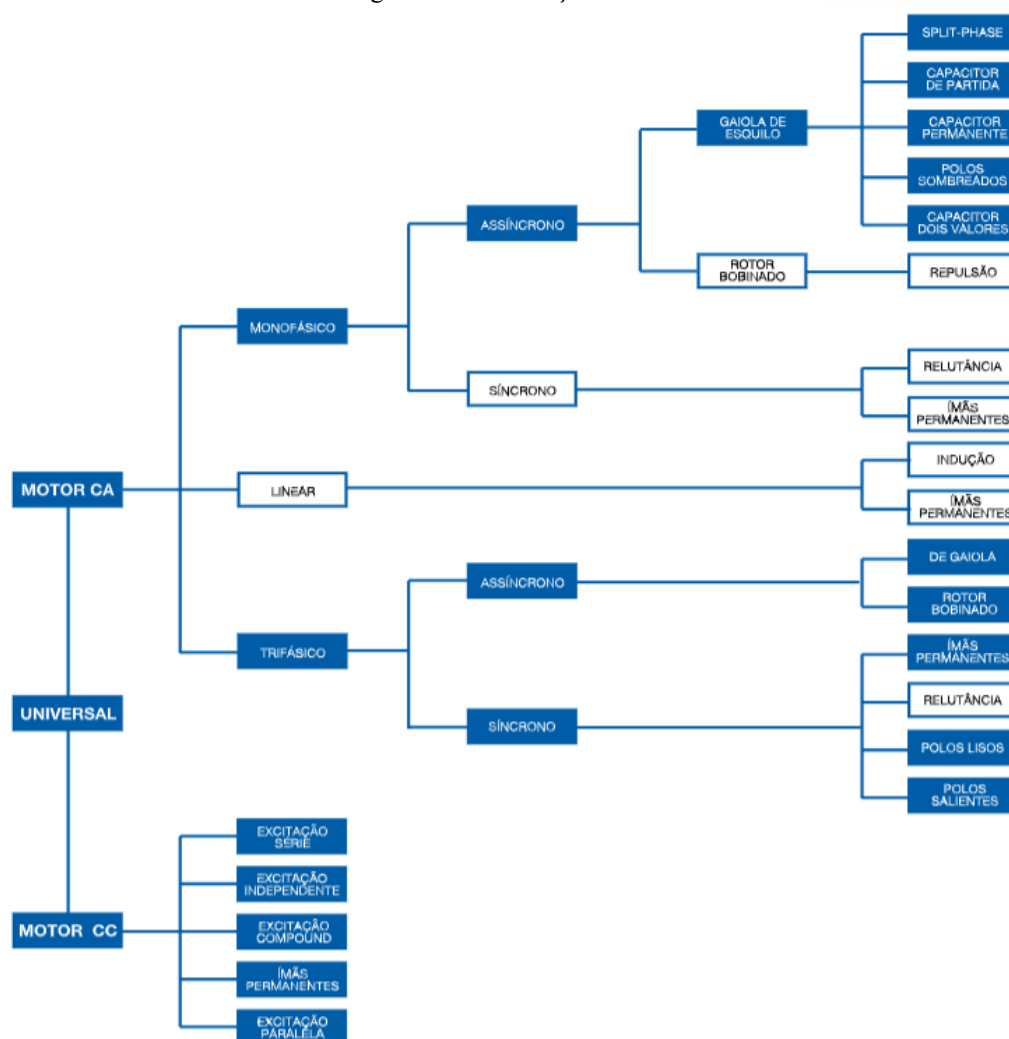 SPLIT-PHASE
CAPACITOR
DE PARTIDA
GAIOLA DE
ESQUILO
CAPACITOR
PERMANENTE
POLOS
SOMBREADOS
ASSÍNCRONO
CAPACITOR
DOIS VALORES
ROTOR
BOBINADO
REPULSÃO
MONOFÁSICO
RELUTÂNCIA
SÍNCRONO
ÍMÃS
PERMANENTES
INDUÇÃO
MOTOR CA
LINEAR
ÍMÃS
PERMANENTES
DE GAIOLA
ASSÍNCRONO
ROTOR
BOBINADO
TRIFÁSICO
ÍMÃS
PERMANENTES
RELUTÂNCIA
UNIVERSAL
SÍNCRONO
POLOS LISOS
POLOS
SALIENTES
EXCITAÇÃO
SÉRIE
EXCITAÇÃO
INDEPENDENTE
MOTOR CC
EXCITAÇÃO
COMPOUND
ÍMÃS
PERMANENTES
EXCITAÇÃO
PARALELA